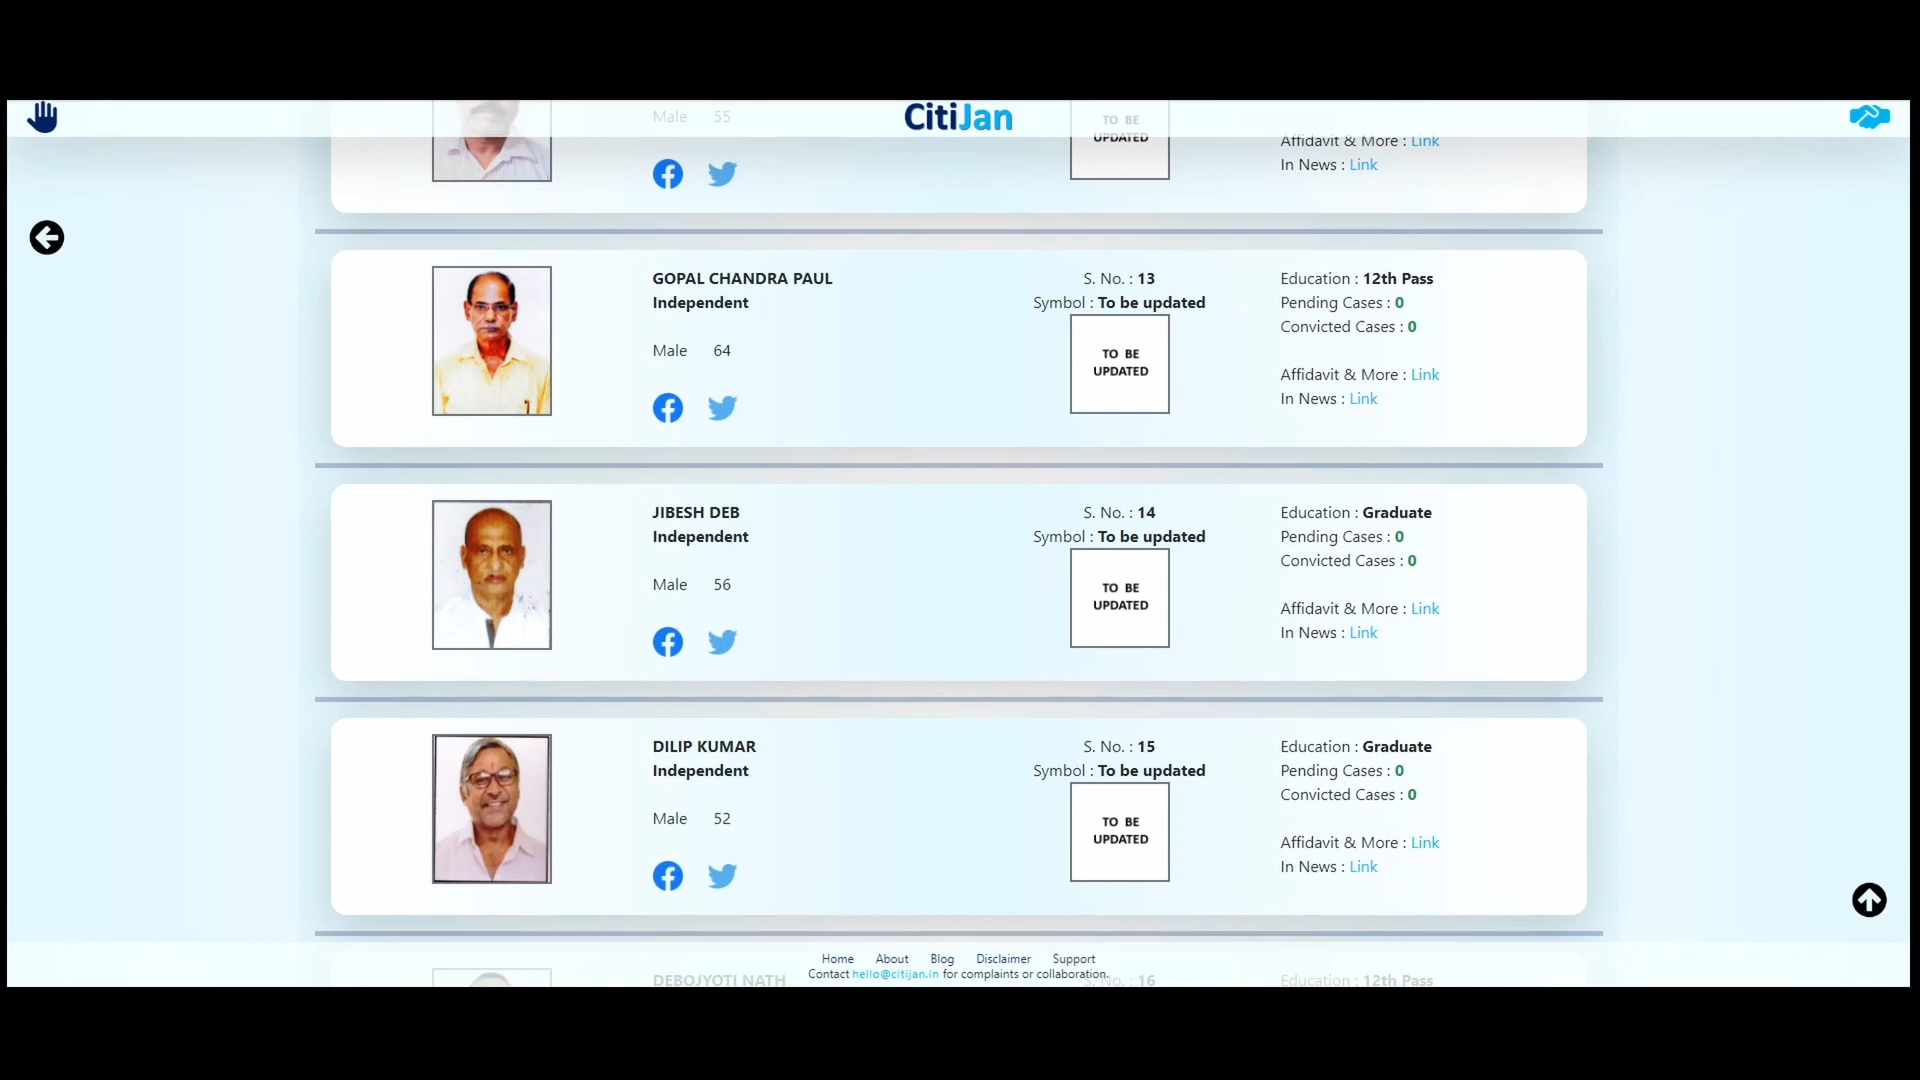 CitiJan
Male 55
TO BE
UPDATED
Affidavit & More : Link
In News : Link
GOPAL CHANDRA PAUL
Independent
Male 64
S. No. : 13
Symbol : To be updated
TO BE
UPDATED
Education : 12th Pass
Pending Cases : 0
Convicted Cases : 0
Affidavit & More : Link
In News : Link
JIBESH DEB
Independent
Male 56
S. No. : 14
Symbol : To be updated
TO BE
UPDATED
Education : Graduate
Pending Cases : 0
Convicted Cases : 0
Affidavit & More : Link
In News : Link
DILIP KUMAR
Independent
Male 52
S. No. : 15
Symbol : To be updated
TO BE
UPDATED
Education : Graduate
Pending Cases : 0
Convicted Cases : 0
Affidavit & More : Link
In News : Link
Home About Blog Disclaimer Support
Contact hello@citijan.in for complaints or collaboration.
DEBOJYOTI NATH
S. No. : 16
Education : 12th Pass